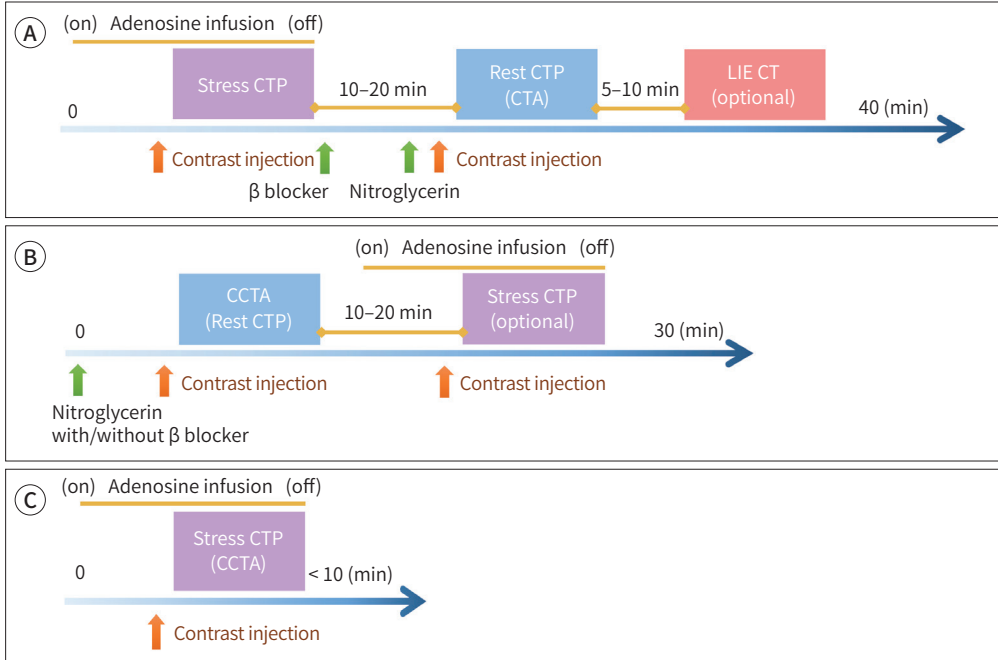 A
(on) Adenosine infusion (off)
Stress CTP
10–20 min
Rest CTP
(CTA)
5–10 min
LIE CT
(optional)
0
40 (min)
Contrast injection
β blocker
Nitroglycerin
Contrast injection
B
(on) Adenosine infusion (off)
CCTA
(Rest CTP)
10–20 min
Stress CTP
(optional)
0
30 (min)
Nitroglycerin
with/without β blocker
Contrast injection
Contrast injection
C
(on) Adenosine infusion (off)
Stress CTP
(CCTA)
0
< 10 (min)
Contrast injection